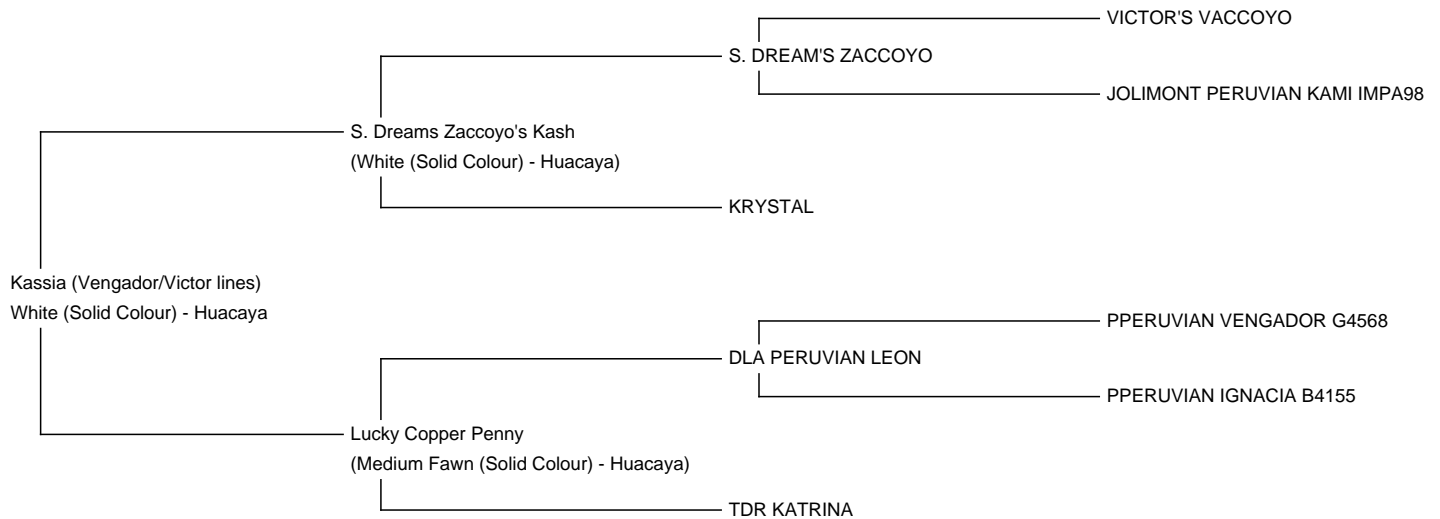 VICTOR'S VACCOYO
S. DREAM'S ZACCOYO
JOLIMONT PERUVIAN KAMI IMPA98
S. Dreams Zaccoyo's Kash
(White (Solid Colour) - Huacaya)
KRYSTAL
Kassia (Vengador/Victor lines)
White (Solid Colour) - Huacaya
PPERUVIAN VENGADOR G4568
DLA PERUVIAN LEON
PPERUVIAN IGNACIA B4155
Lucky Copper Penny
(Medium Fawn (Solid Colour) - Huacaya)
TDR KATRINA